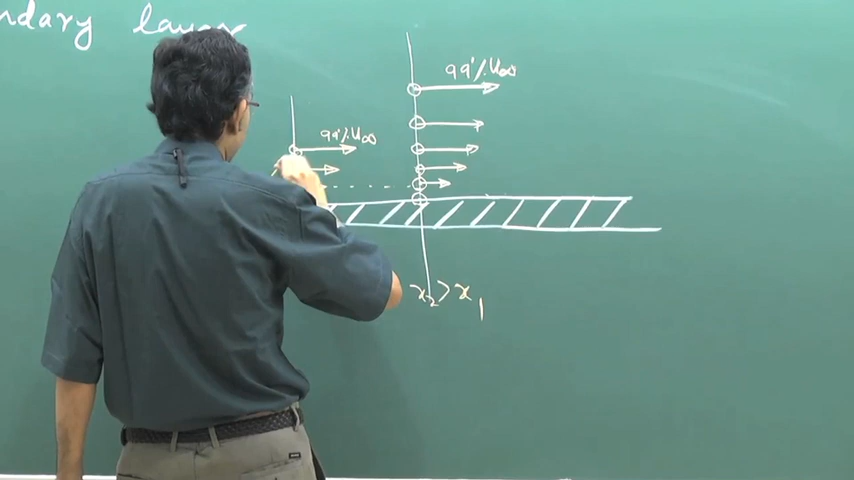 ndary layer
99% U∞
99% U∞
x₂ > x₁